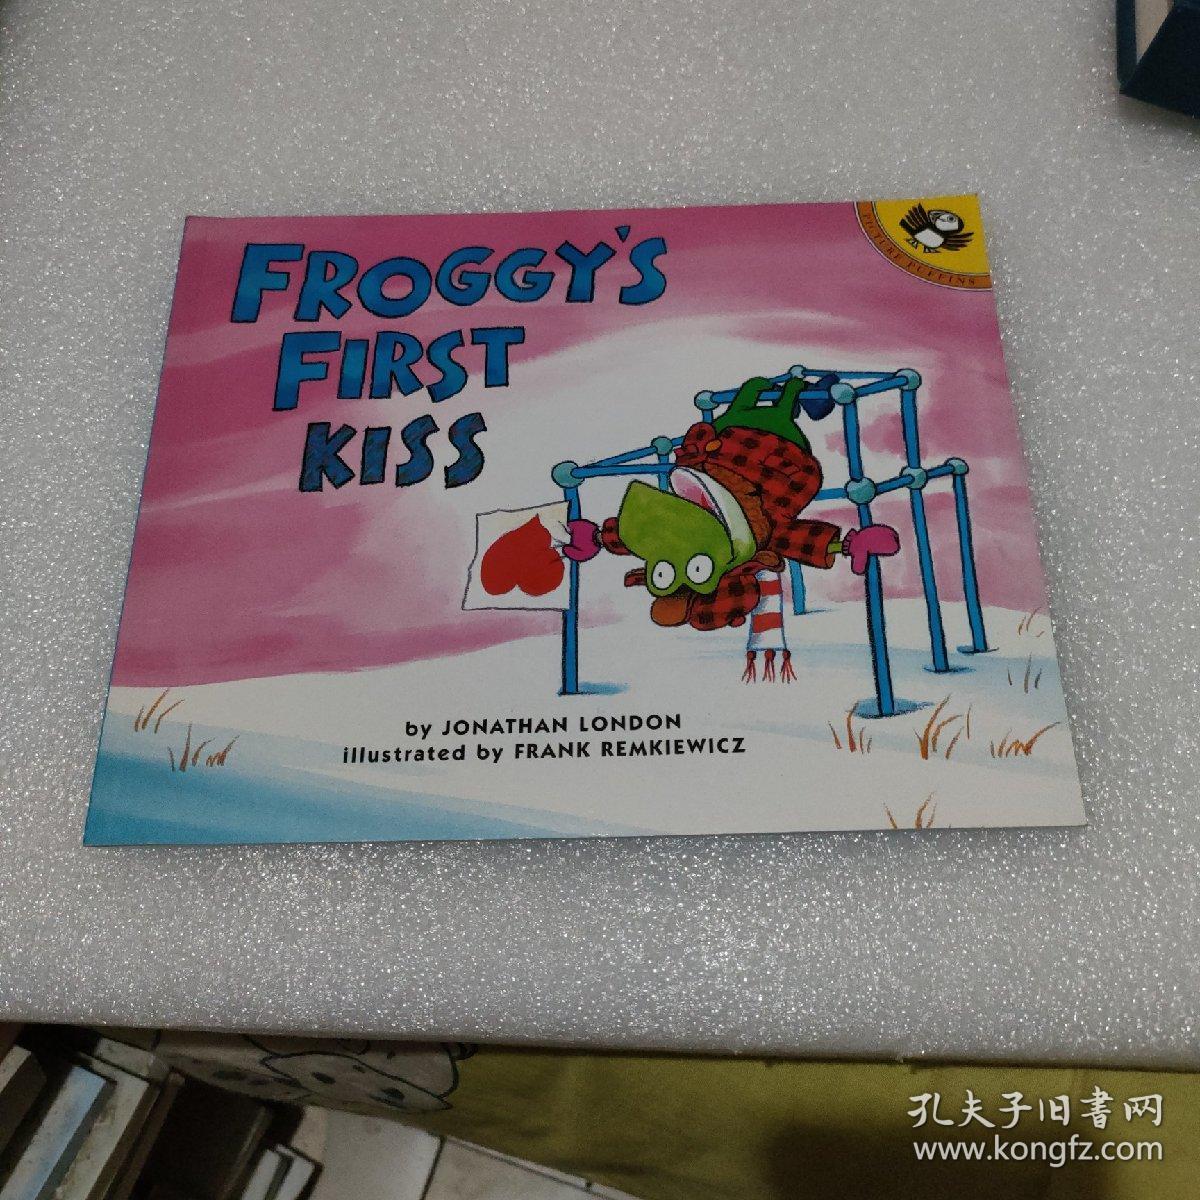 FROGGY'S
FIRST
KISS
PICTURE PUFFINS
by JONATHAN LONDON
illustrated by FRANK REMKIEWICZ
孔夫子旧書网
www.kongfz.com